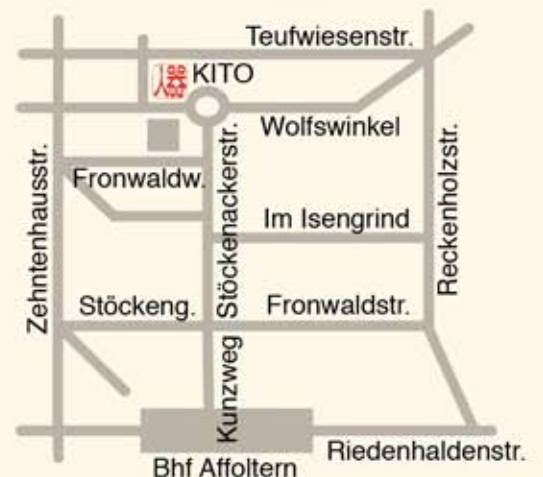 Teufwiesenstr.
KITO
Wolfswinkel
Fronwaldw.
Im Isengrind
Zehntenhausstr.
Stöckenackerstr.
Reckenholzstr.
Stöckeng.
Fronwaldstr.
Kunzweg
Riedenhaldenstr.
Bhf Affoltern